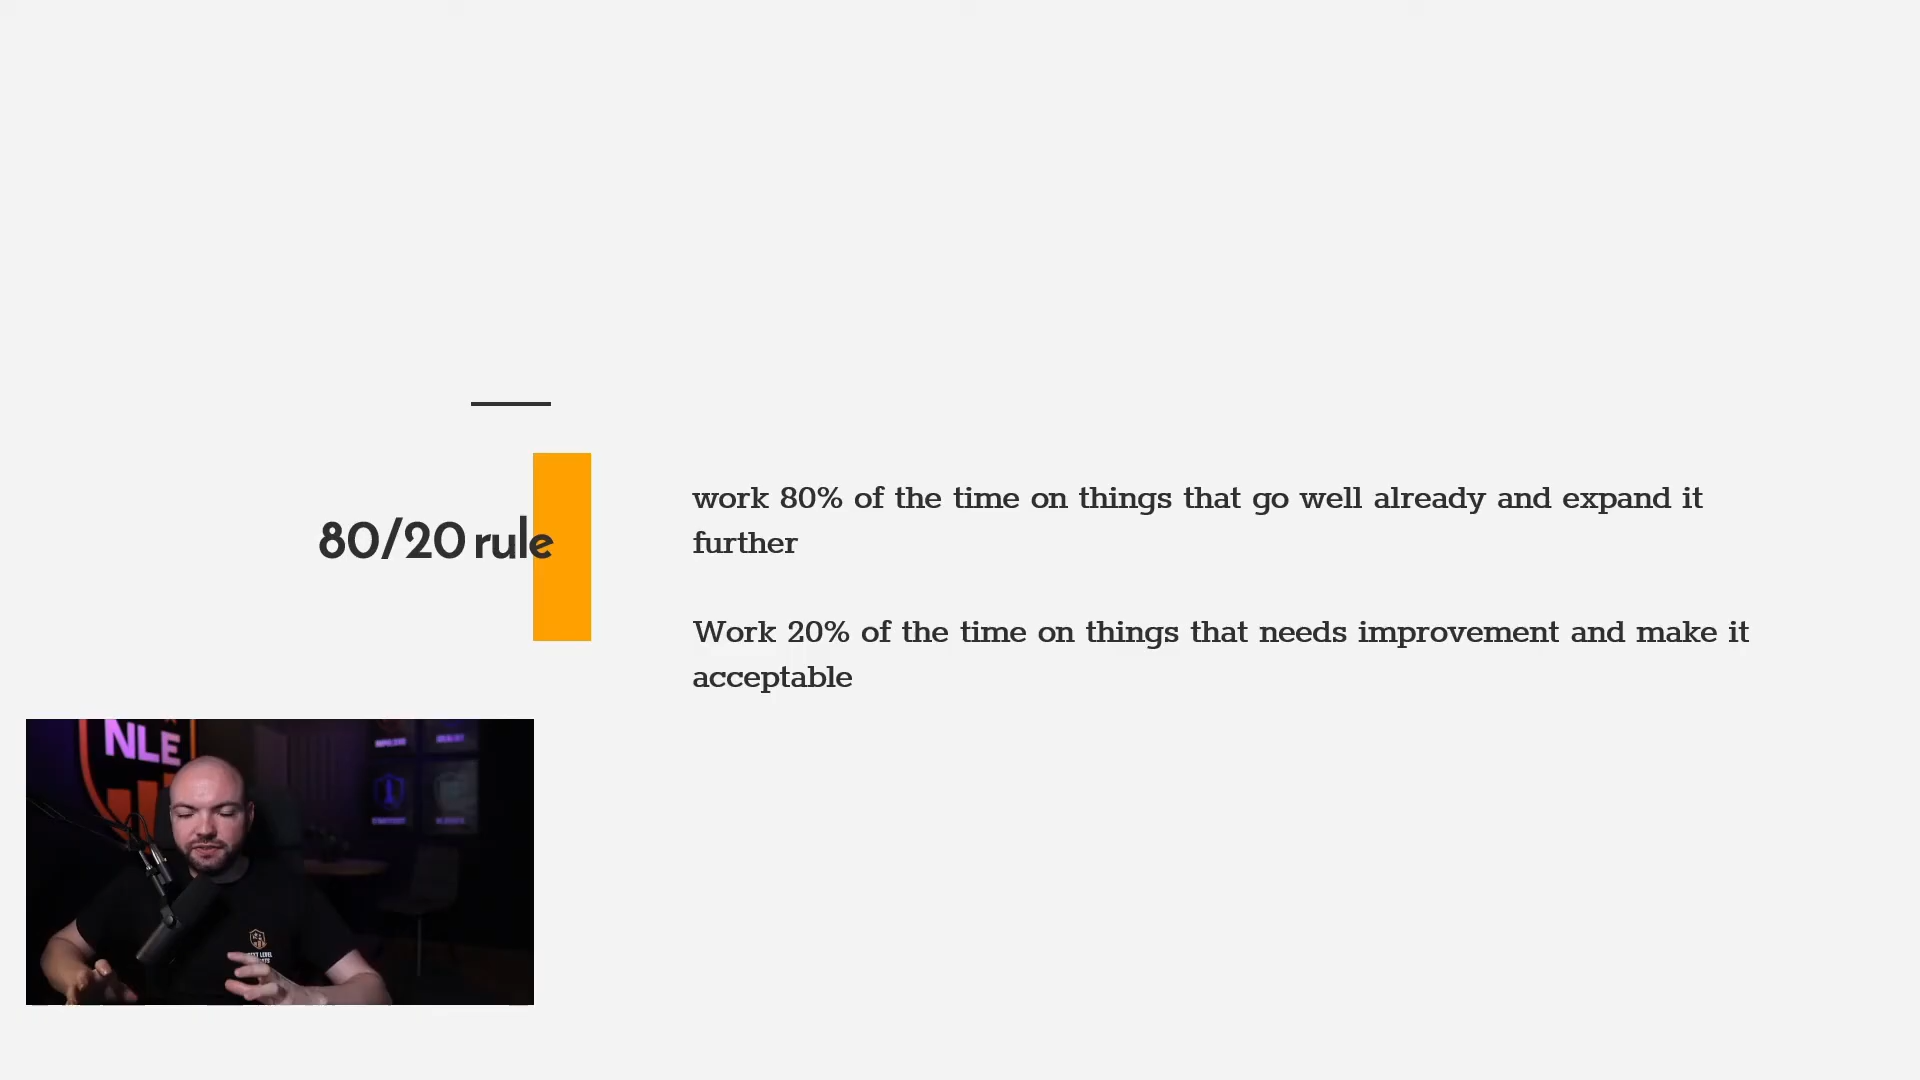 80/20 rule
work 80% of the time on things that go well already and expand it
further
Work 20% of the time on things that needs improvement and make it
acceptable
NLE